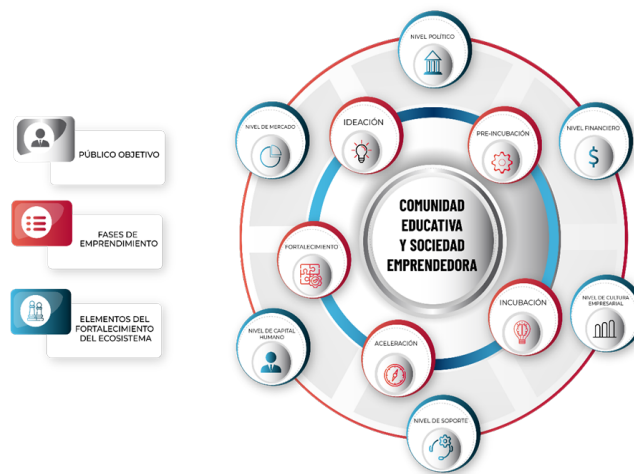 PÚBLICO OBJETIVO
FASES DE
EMPRENDIMIENTO
ELEMENTOS DEL
FORTALECIMIENTO
DEL ECOSISTEMA
NIVEL POLÍTICO
NIVEL DE MERCADO
IDEACIÓN
PRE-INCUBACIÓN
NIVEL FINANCIERO
$
COMUNIDAD
EDUCATIVA
Y SOCIEDAD
EMPRENDEDORA
FORTALECIMIENTO
INCUBACIÓN
NIVEL DE CULTURA
EMPRESARIAL
NIVEL DE CAPITAL
HUMANO
ACELERACIÓN
NIVEL DE SOPORTE